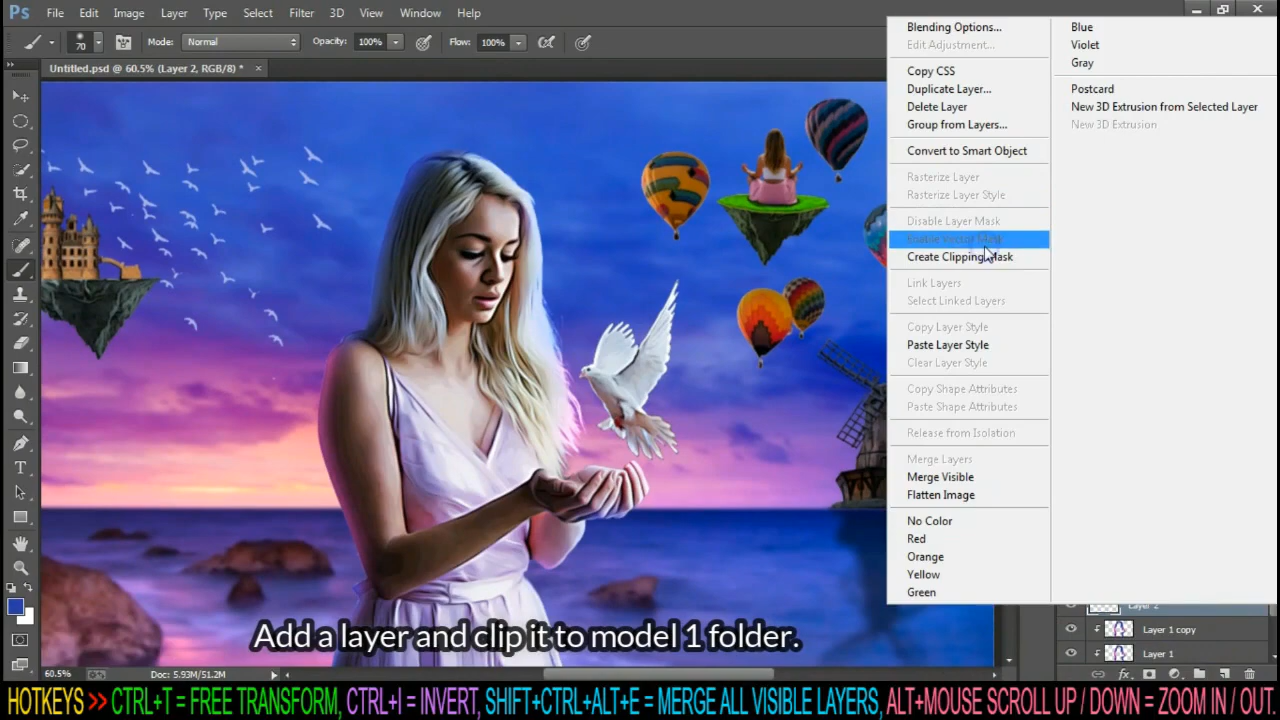 Ps File Edit Image Layer Type Select Filter 3D View Window Help
70 Mode: Normal Opacity: 100% Flow: 100%
Untitled.psd @ 60.5% (Layer 2, RGB/8) *
Blending Options...
Edit Adjustment...
Copy CSS
Duplicate Layer...
Delete Layer
Group from Layers...
Convert to Smart Object
Rasterize Layer
Rasterize Layer Style
Disable Layer Mask
Enable Vector Mask
Create Clipping Mask
Link Layers
Select Linked Layers
Copy Layer Style
Paste Layer Style
Clear Layer Style
Copy Shape Attributes
Paste Shape Attributes
Release from Isolation
Merge Layers
Merge Visible
Flatten Image
No Color
Red
Orange
Yellow
Green
Blue
Violet
Gray
Postcard
New 3D Extrusion from Selected Layer
New 3D Extrusion
Layer 2
Layer 1 copy
Layer 1
Add a layer and clip it to model 1 folder.
60.5% Doc: 5.93M/51.2M
HOTKEYS >> CTRL+T = FREE TRANSFORM, CTRL+I = INVERT, SHIFT+CTRL+ALT+E = MERGE ALL VISIBLE LAYERS, ALT+MOUSE SCROLL UP / DOWN = ZOOM IN / OUT.